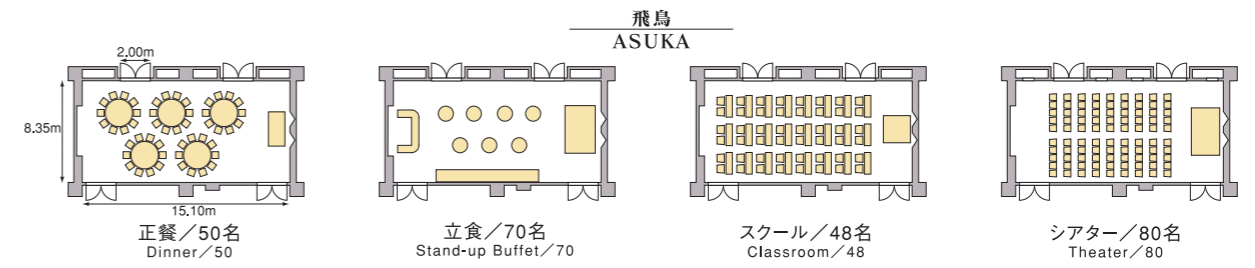 飛鳥
ASUKA
2.00m
8.35m
15.10m
正餐／50名
Dinner／50
立食／70名
Stand-up Buffet／70
スクール／48名
Classroom／48
シアター／80名
Theater／80